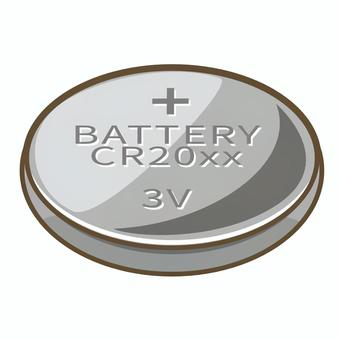 +
BATTERY
CR20xx
3V